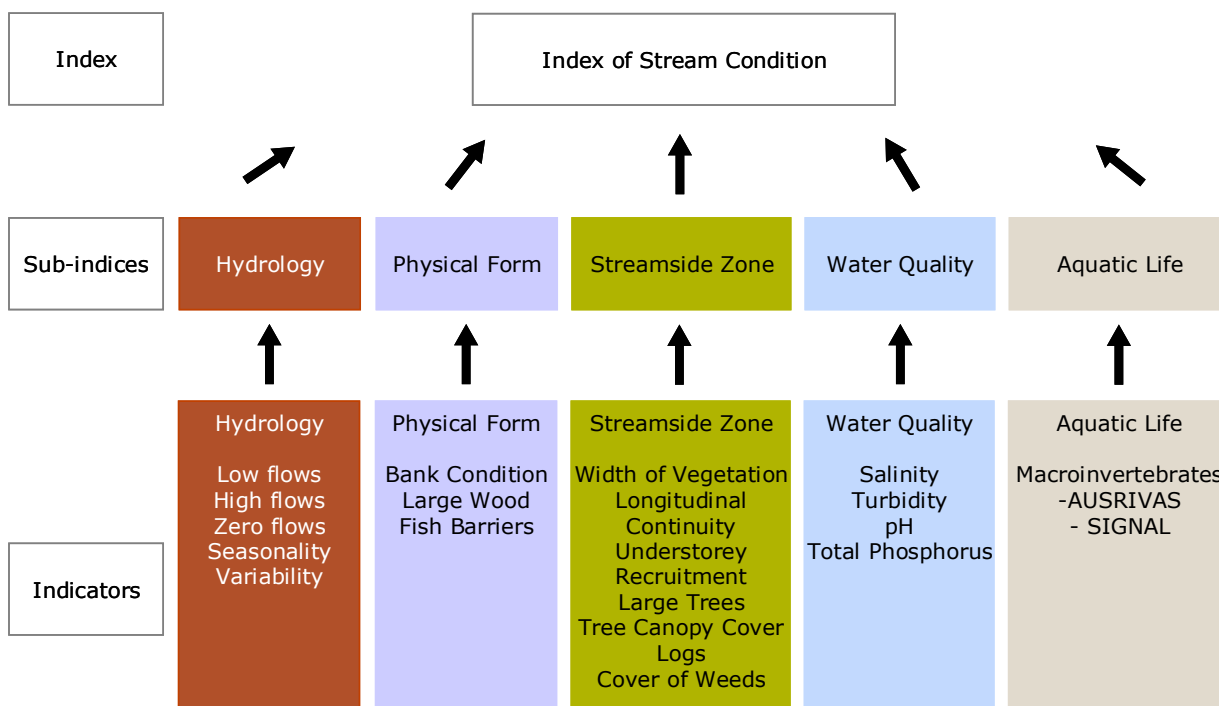 Index
Index of Stream Condition
Sub-indices
Hydrology
Physical Form
Streamside Zone
Water Quality
Aquatic Life
Indicators
Hydrology
Low flows
High flows
Zero flows
Seasonality
Variability
Physical Form
Bank Condition
Large Wood
Fish Barriers
Streamside Zone
Width of Vegetation
Longitudinal
Continuity
Understorey
Recruitment
Large Trees
Tree Canopy Cover
Logs
Cover of Weeds
Water Quality
Salinity
Turbidity
pH
Total Phosphorus
Aquatic Life
Macroinvertebrates
-AUSRIVAS
- SIGNAL